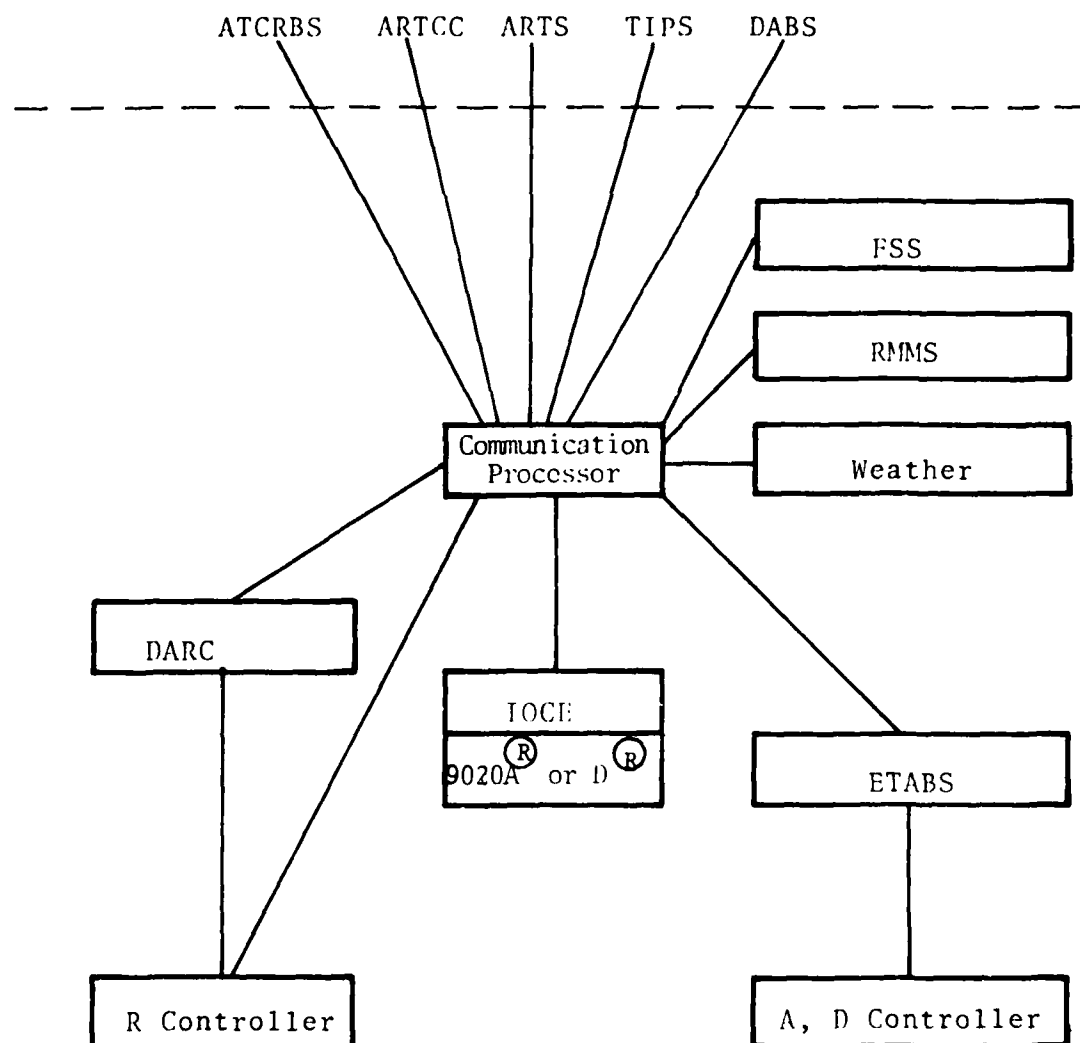 ATCRBS ARTCC ARTS TIPS DABS
FSS
RMMS
Communication
Processor
Weather
DARC
IOCE
R R
9020A or D
ETABS
R Controller
A, D Controller